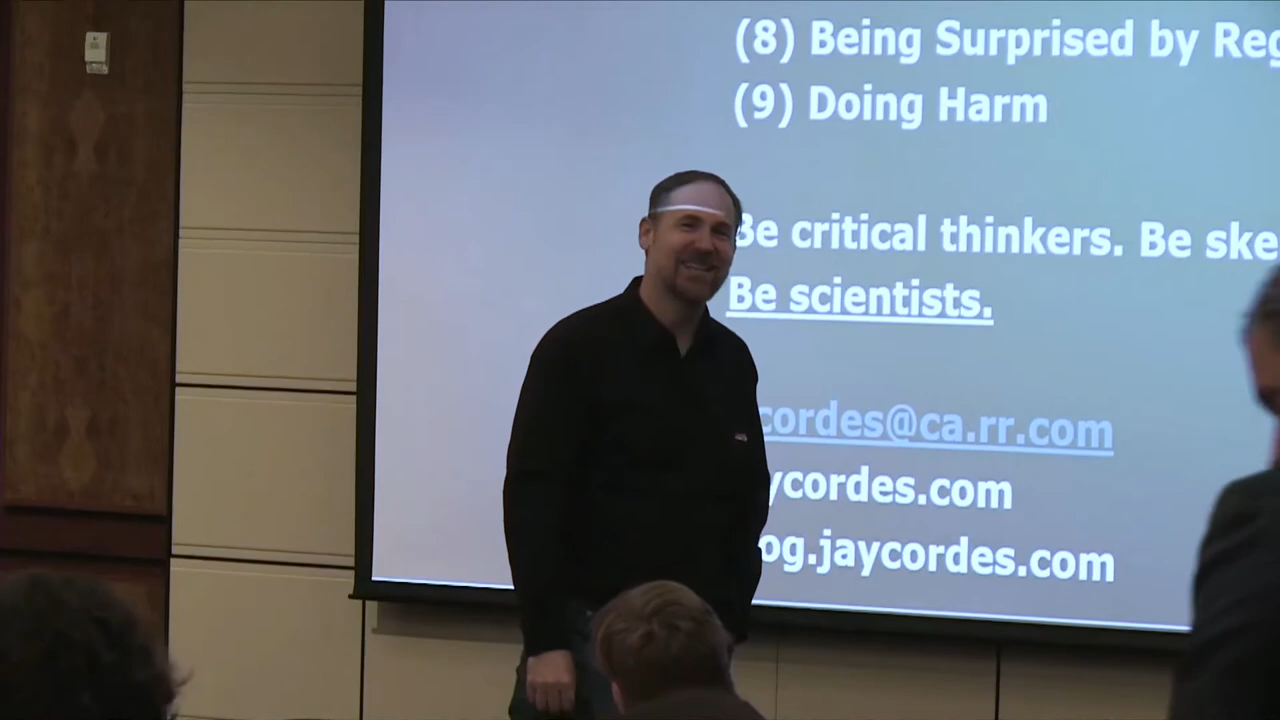 (8) Being Surprised by Reg
(9) Doing Harm
Be critical thinkers. Be ske
Be scientists.
cordes@ca.rr.com
ycordes.com
og.jaycordes.com